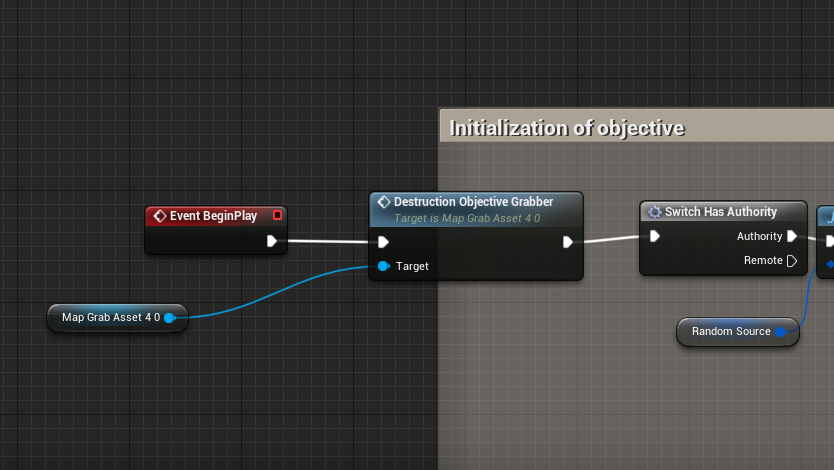 Initialization of objective
Event BeginPlay
Destruction Objective Grabber
Target is Map Grab Asset 4 0
Target
Switch Has Authority
Authority
Remote
Map Grab Asset 4 0
Random Source